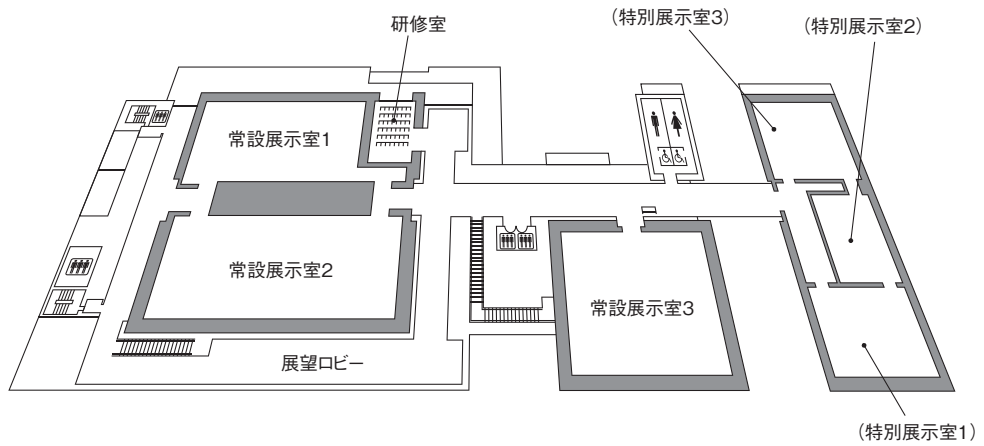 （特別展示室3）
研修室
（特別展示室2）
常設展示室1
常設展示室2
常設展示室3
展望ロビー
（特別展示室1）